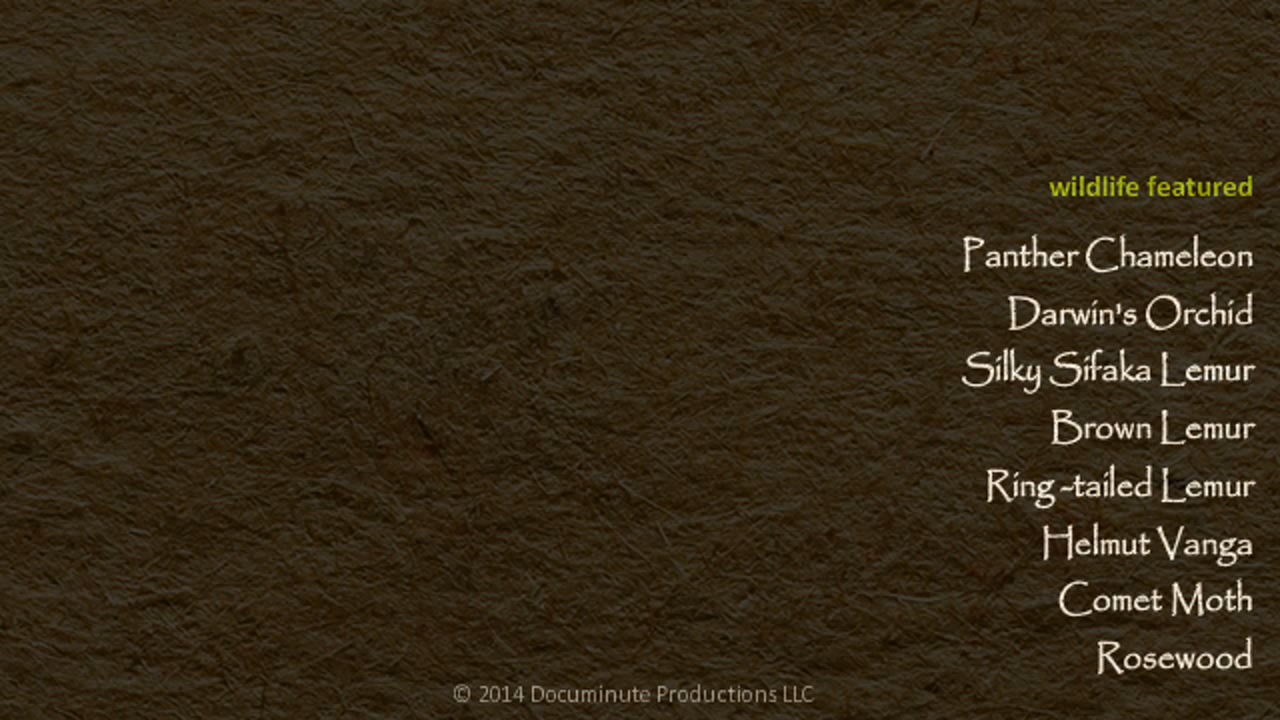 wildlife featured
Panther Chameleon
Darwin's Orchid
Silky Sifaka Lemur
Brown Lemur
Ring-tailed Lemur
Helmut Vanga
Comet Moth
Rosewood
© 2014 Documinute Productions LLC